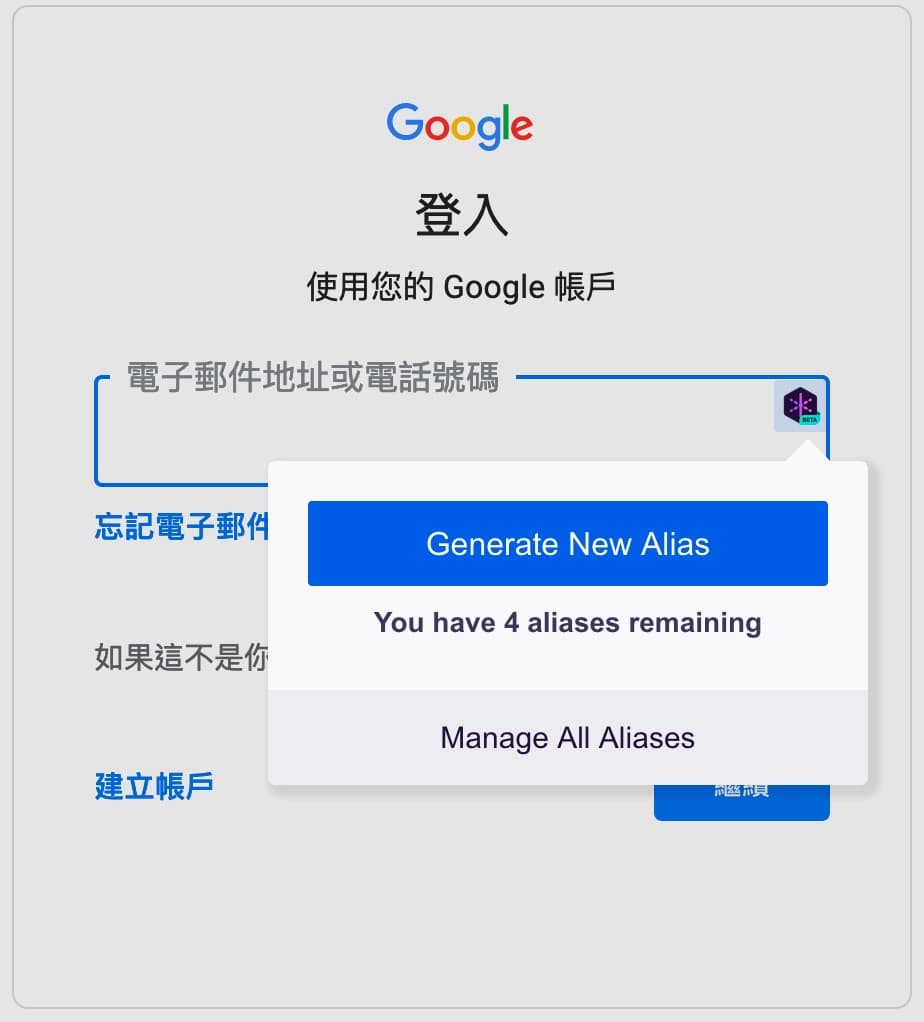 Google
登入
使用您的 Google 帳戶
電子郵件地址或電話號碼
BETA
忘記電子郵件
Generate New Alias
You have 4 aliases remaining
如果這不是你
Manage All Aliases
建立帳戶
繼續